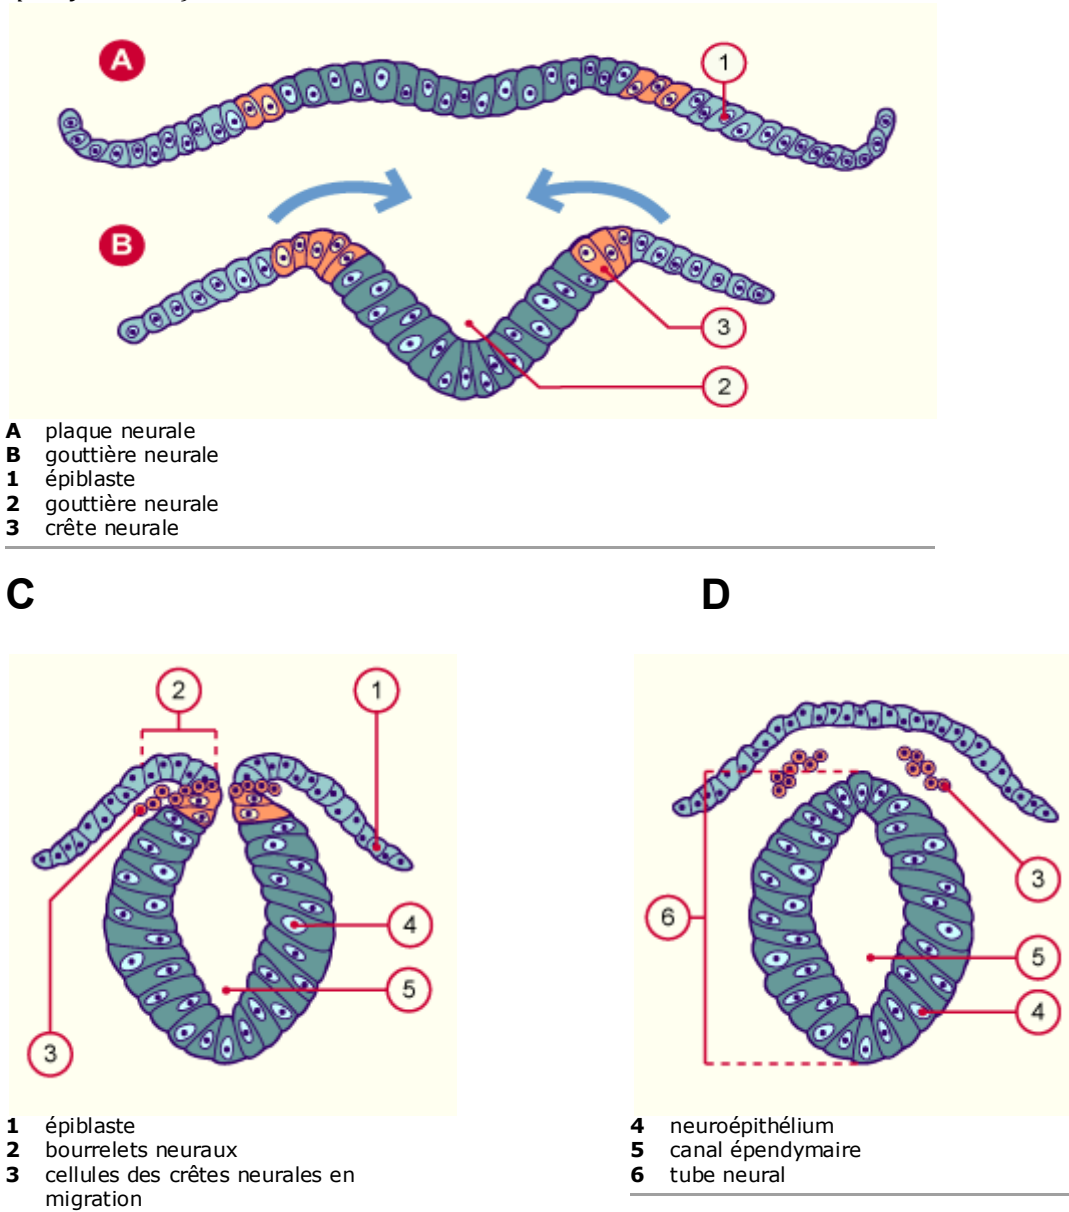 A
1
B
3
2
A plaque neurale
B gouttière neurale
1 épiblaste
2 gouttière neurale
3 crête neurale
C
D
2
1
4
5
3
3
6
5
4
1 épiblaste
2 bourrelets neuraux
3 cellules des crêtes neurales en
migration
4 neuroépithélium
5 canal épendymaire
6 tube neural